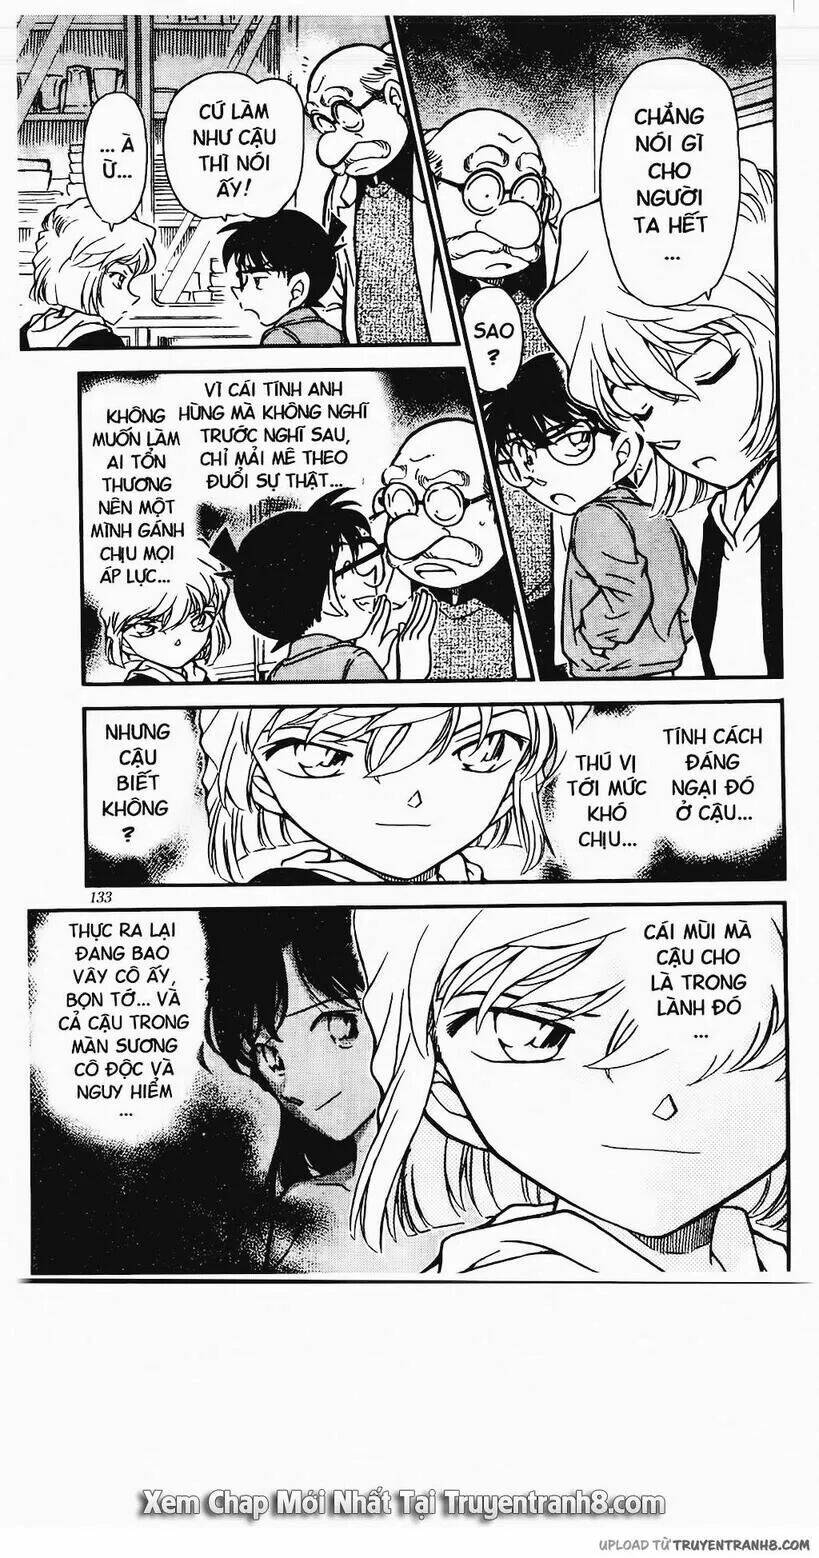 CHẲNG
NÓI GÌ
CHO
NGƯỜI
TA HẾT
...
SAO
?
CỨ LÀM
NHƯ CẬU
THÌ NÓI
ẤY!
... À
Ừ...
VÌ CÁI TÍNH ANH
HÙNG MÀ KHÔNG NGHĨ
TRƯỚC NGHĨ SAU,
CHỈ MẢI MÊ THEO
ĐUỔI SỰ THẬT...
KHÔNG
MUỐN LÀM
AI TỔN
THƯƠNG
NÊN MỘT
MÌNH GÁNH
CHỊU MỌI
ÁP LỰC...
TÍNH CÁCH
ĐÁNG
NGẠI ĐÓ
Ở CẬU...
THÚ VỊ
TỚI MỨC
KHÓ
CHỊU...
NHƯNG
CẬU
BIẾT
KHÔNG
?
133
CÁI MÙI MÀ
CẬU CHO
LÀ TRONG
LÀNH ĐÓ
...
THỰC RA LẠI
ĐANG BAO
VÂY CÔ ẤY,
BỌN TỚ... VÀ
CẢ CẬU TRONG
MÀN SƯƠNG
CÔ ĐỘC VÀ
NGUY HIỂM
...
Xem Chap Mới Nhất Tại Truyentranh8.com
UPLOAD TỪ TRUYENTRANH8.COM